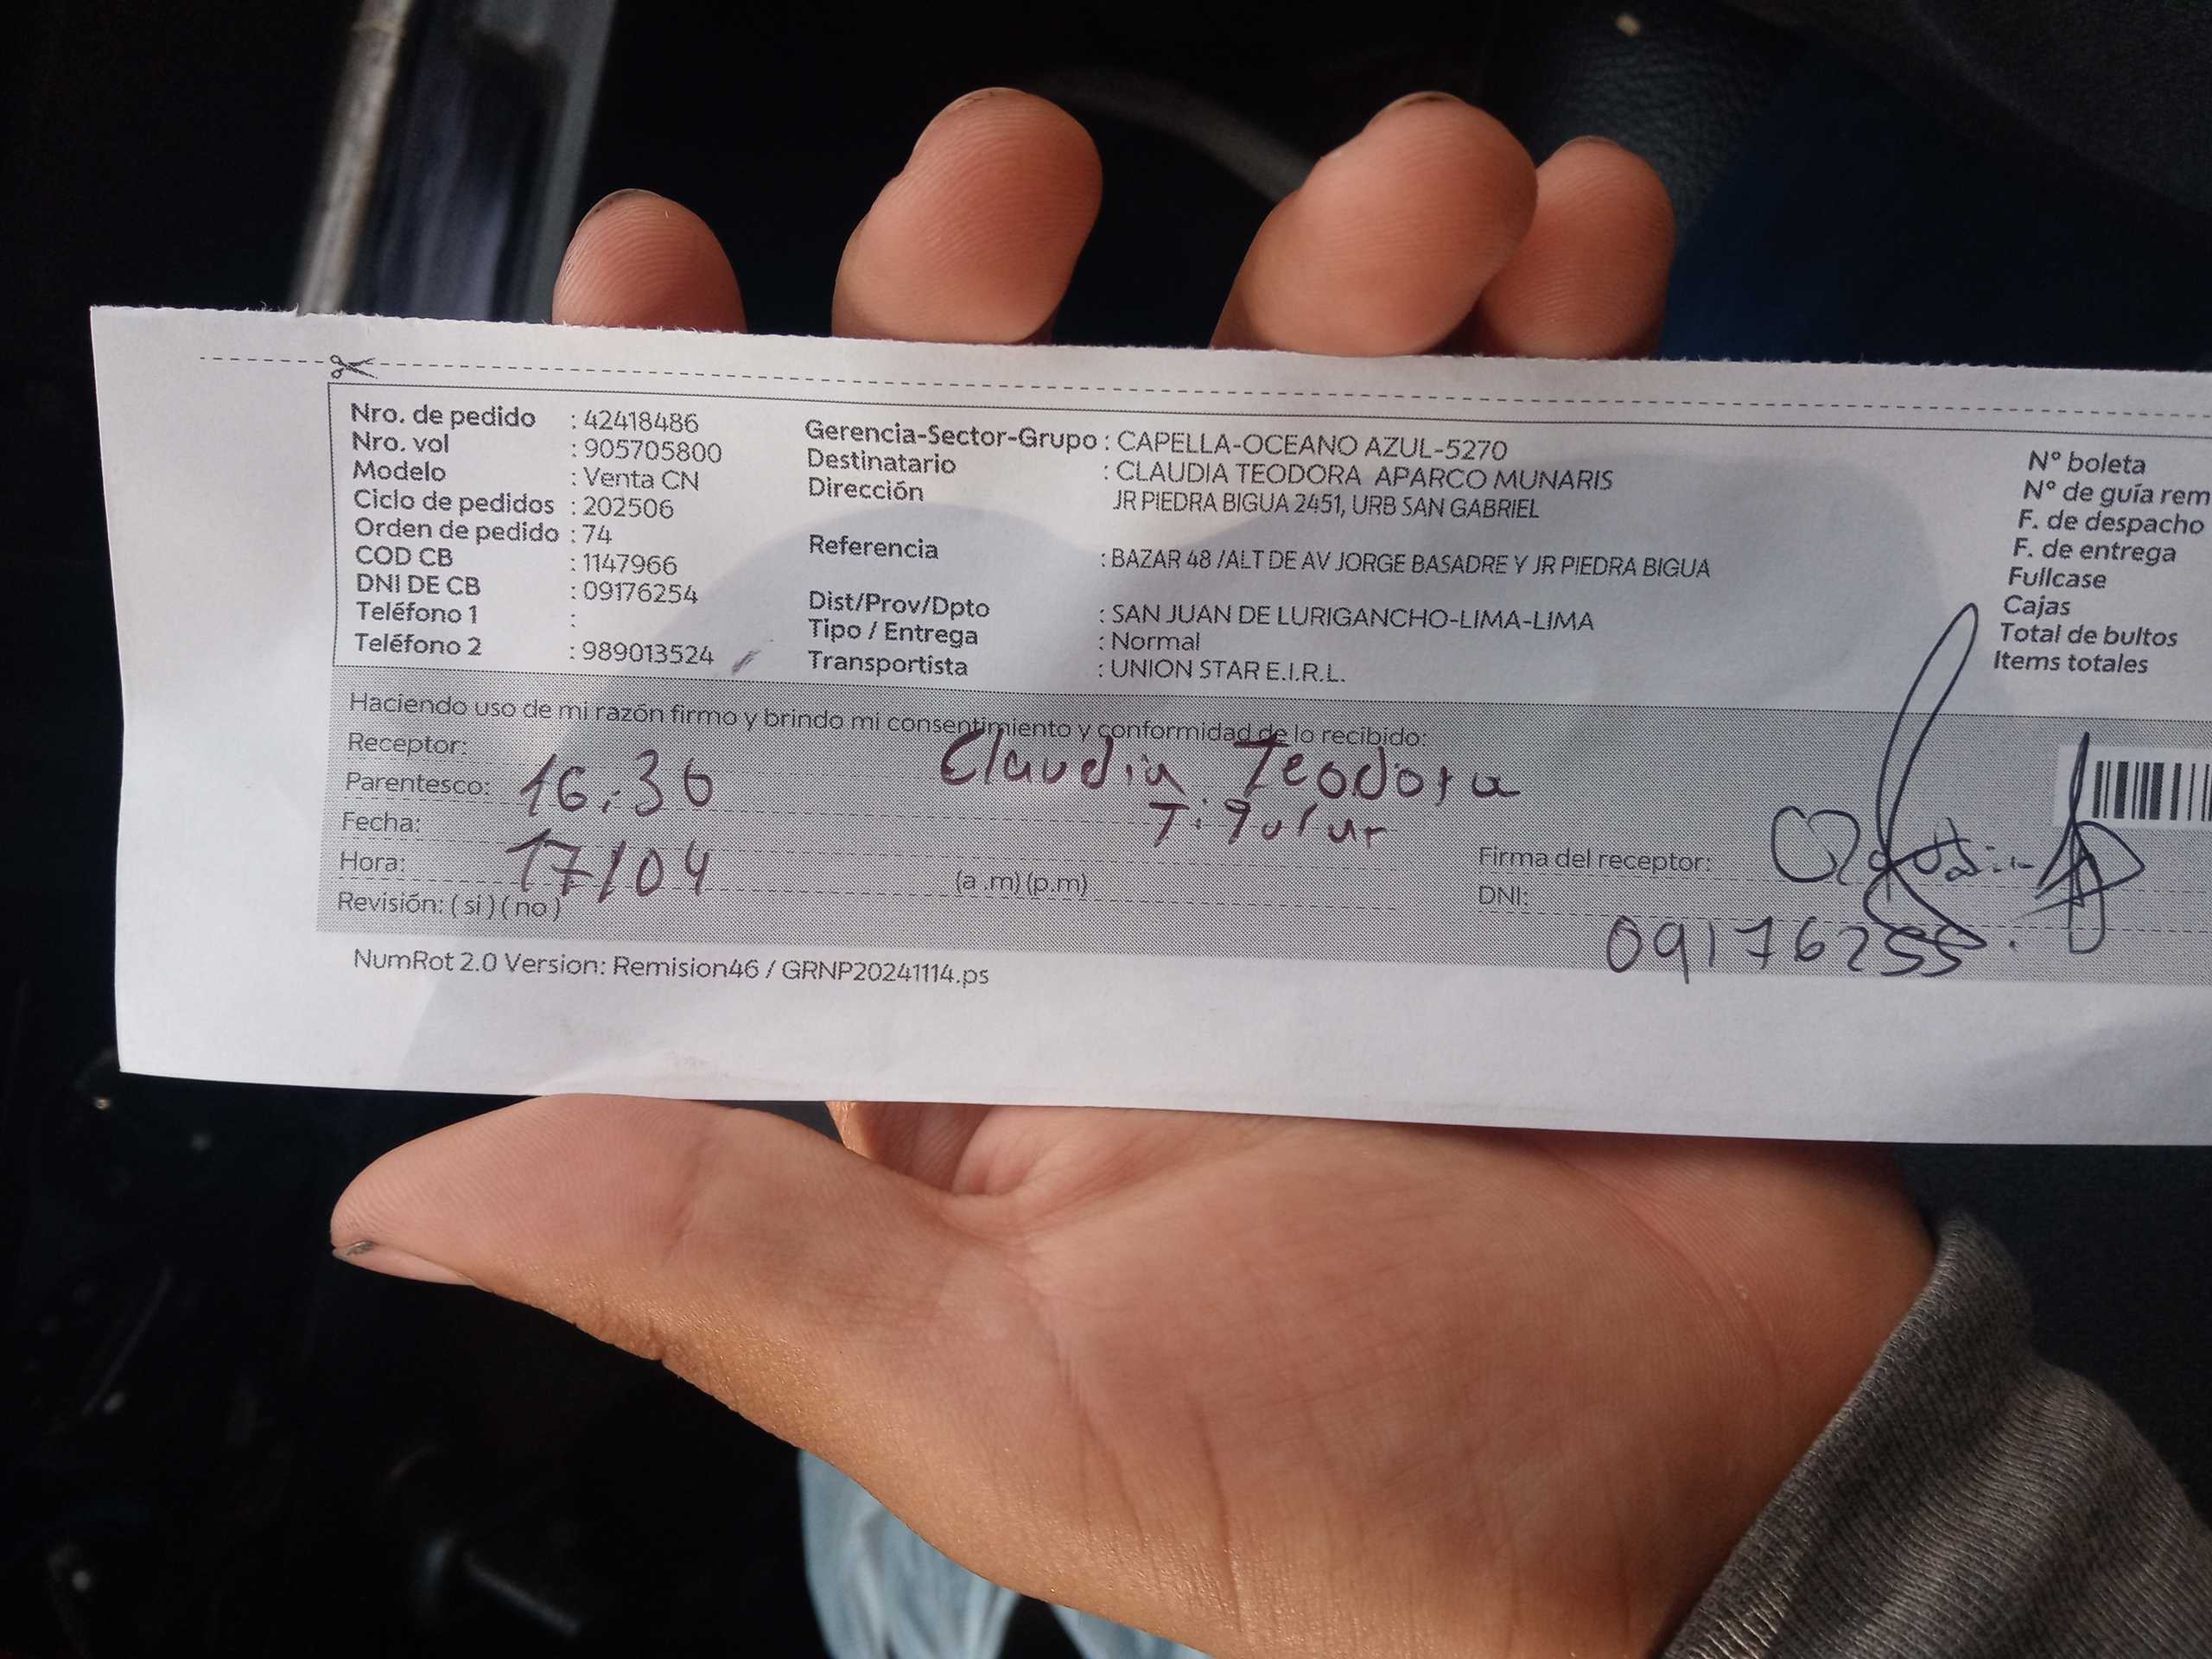 Nro. de pedido : 42418486
Nro. vol : 905705800
Modelo : Venta CN
Ciclo de pedidos : 202506
Orden de pedido : 74
COD CB : 1147966
DNI DE CB : 09176254
Teléfono 1 :
Teléfono 2 : 989013524
Gerencia-Sector-Grupo : CAPELLA-OCEANO AZUL-5270
Destinatario : CLAUDIA TEODORA APARCO MUNARIS
Dirección JR PIEDRA BIGUA 2451, URB SAN GABRIEL
Referencia : BAZAR 48 /ALT DE AV JORGE BASADRE Y JR PIEDRA BIGUA
Dist/Prov/Dpto : SAN JUAN DE LURIGANCHO-LIMA-LIMA
Tipo / Entrega : Normal
Transportista : UNION STAR E.I.R.L.
N° boleta
N° de guía rem
F. de despacho
F. de entrega
Fullcase
Cajas
Total de bultos
Items totales
Haciendo uso de mi razón firmo y brindo mi consentimiento y conformidad de lo recibido:
Receptor: Claudia Teodora
Parentesco: 16:36 Titular
Fecha:
Hora: 17/04 (a .m)(p.m)
Revisión: ( si ) ( no )
Firma del receptor:
DNI: 09176255.
NumRot 2.0 Version: Remision46 / GRNP20241114.ps